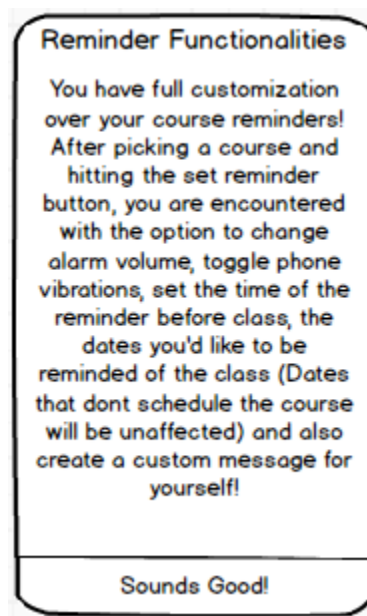 Reminder Functionalities
You have full customization
over your course reminders!
After picking a course and
hitting the set reminder
button, you are encountered
with the option to change
alarm volume, toggle phone
vibrations, set the time of the
reminder before class, the
dates you'd like to be
reminded of the class (Dates
that dont schedule the course
will be unaffected) and also
create a custom message for
yourself!
Sounds Good!